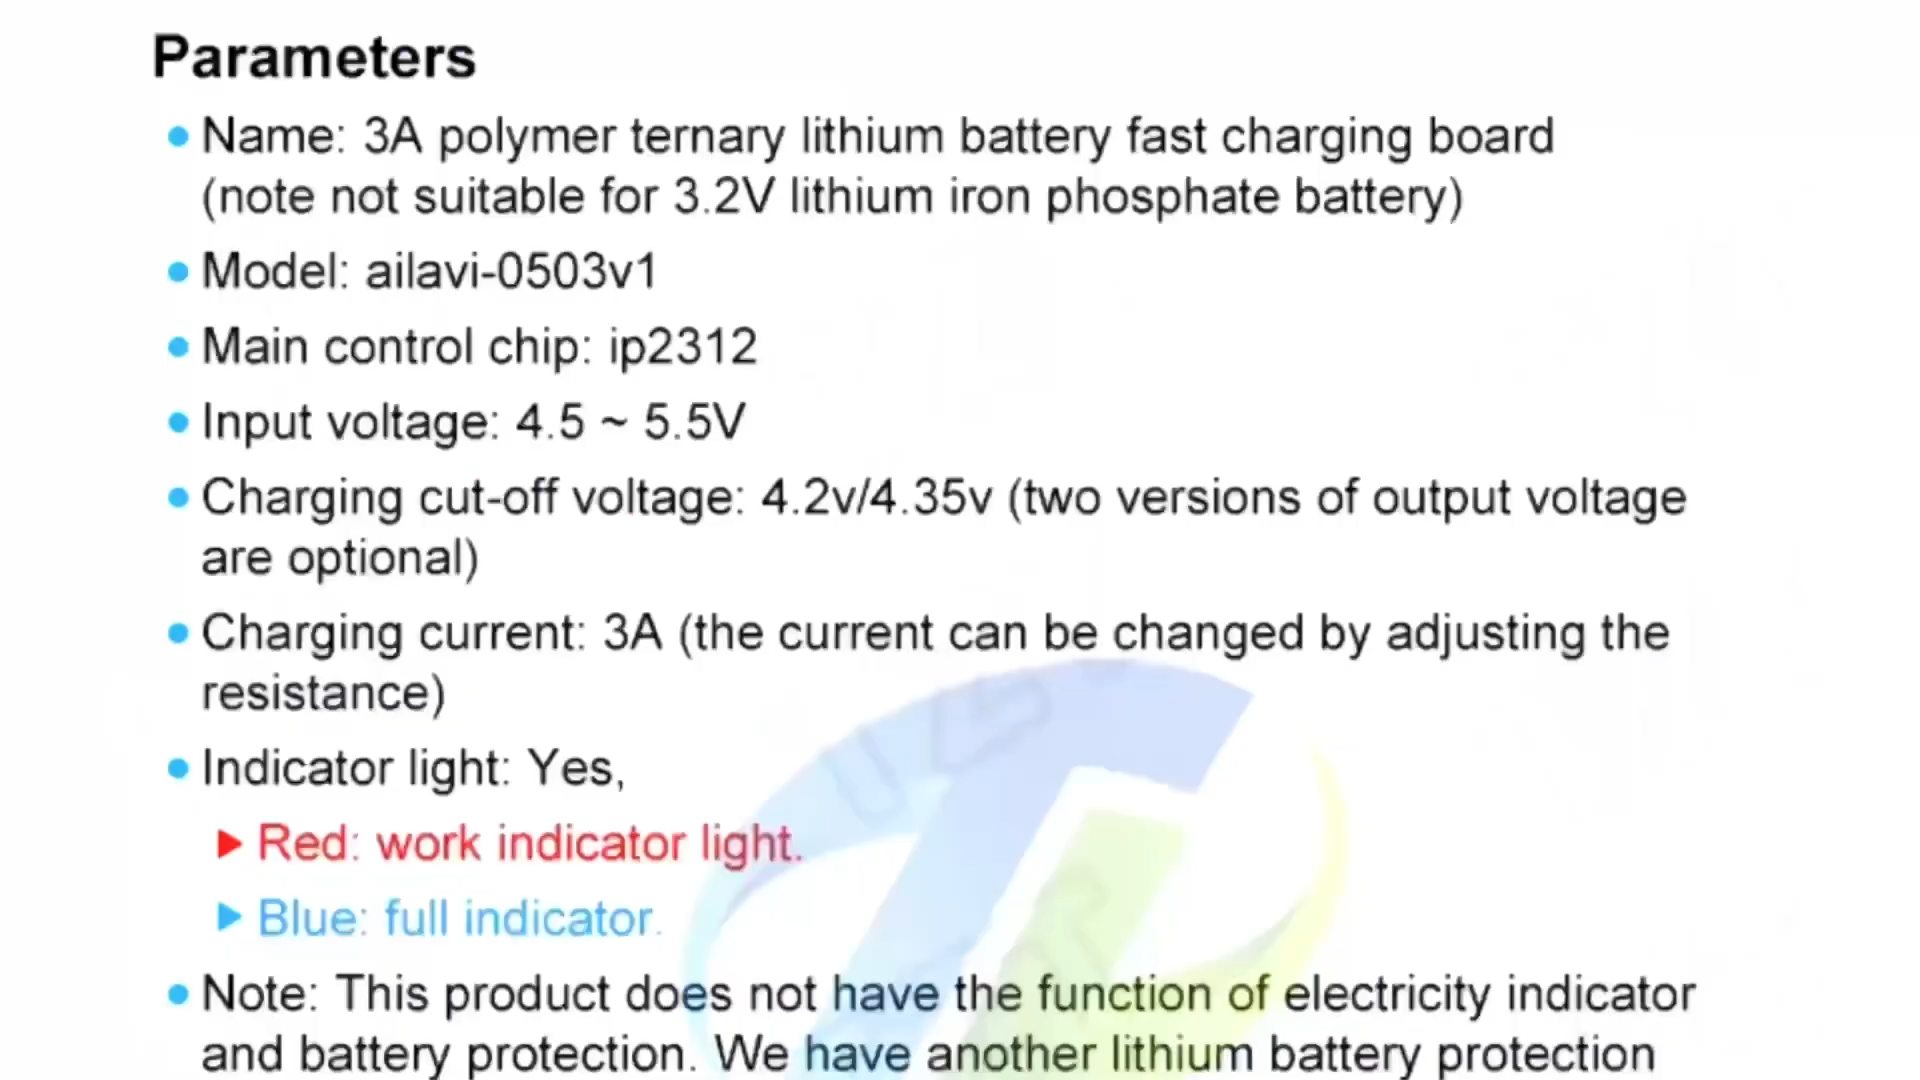 Parameters
Name: 3A polymer ternary lithium battery fast charging board
(note not suitable for 3.2V lithium iron phosphate battery)
Model: ailavi-0503v1
Main control chip: ip2312
Input voltage: 4.5 ~ 5.5V
Charging cut-off voltage: 4.2v/4.35v (two versions of output voltage
are optional)
Charging current: 3A (the current can be changed by adjusting the
resistance)
Indicator light: Yes,
Red: work indicator light.
Blue: full indicator.
Note: This product does not have the function of electricity indicator
and battery protection. We have another lithium battery protection